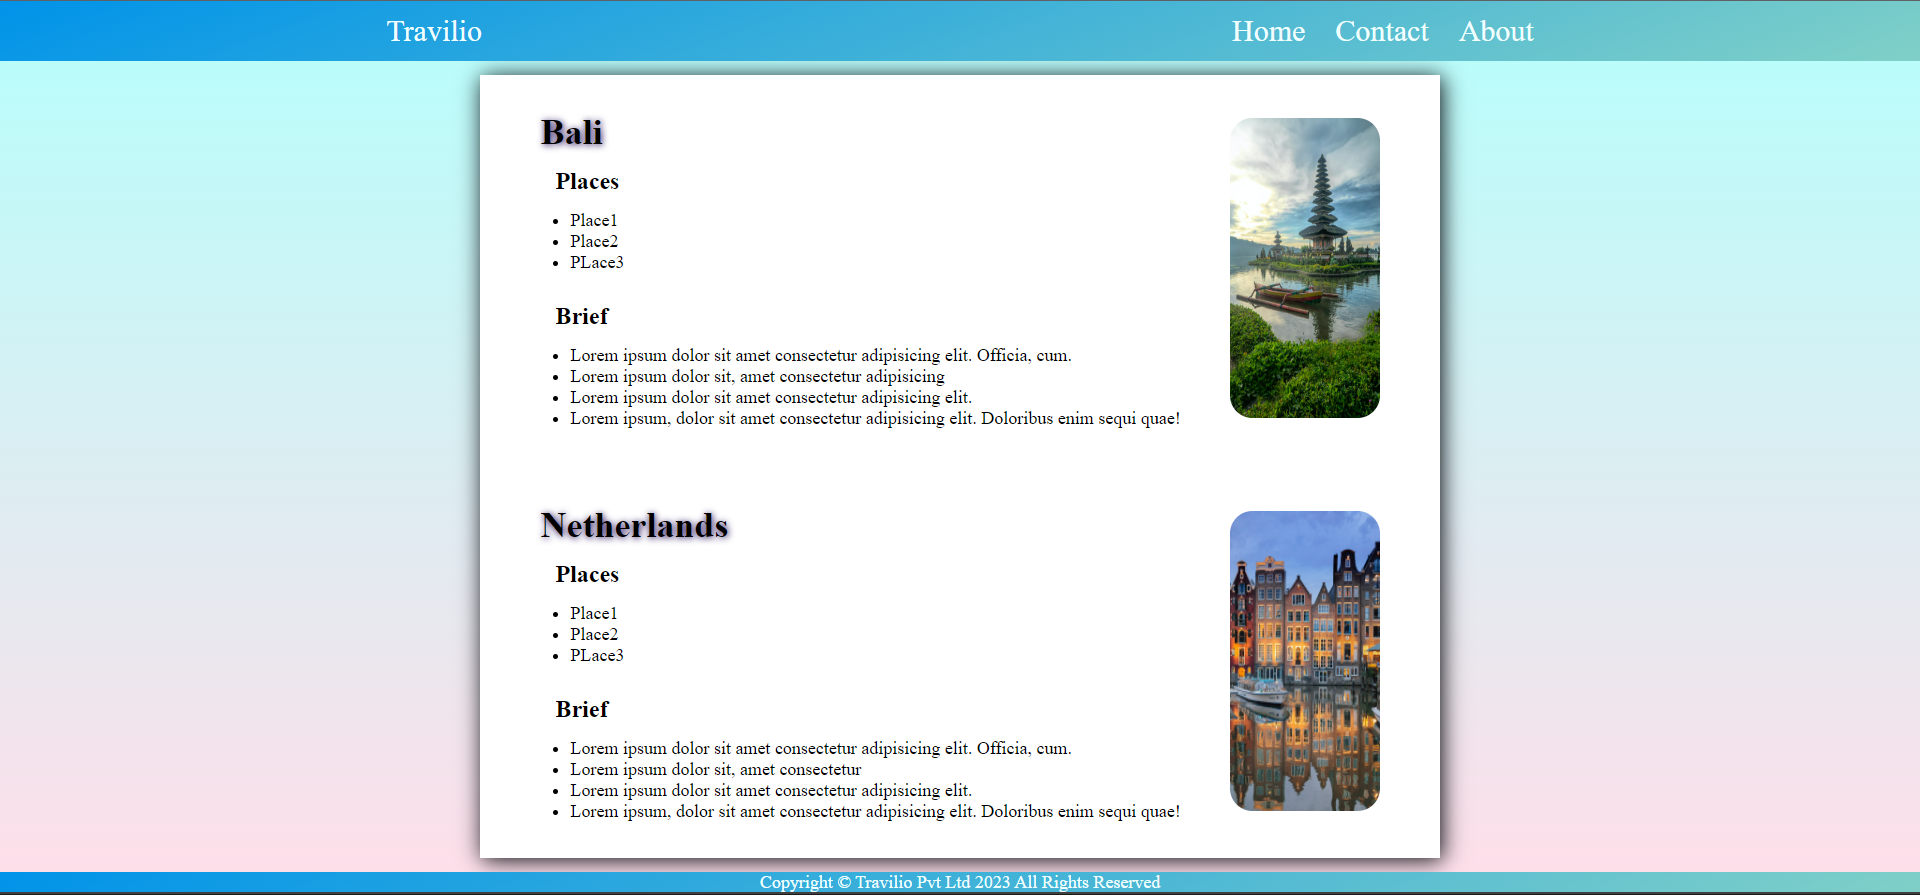 Travilio Home Contact About
Bali
Places
Place1
Place2
PLace3
Brief
Lorem ipsum dolor sit amet consectetur adipisicing elit. Officia, cum.
Lorem ipsum dolor sit, amet consectetur adipisicing
Lorem ipsum dolor sit amet consectetur adipisicing elit.
Lorem ipsum, dolor sit amet consectetur adipisicing elit. Doloribus enim sequi quae!
Netherlands
Places
Place1
Place2
PLace3
Brief
Lorem ipsum dolor sit amet consectetur adipisicing elit. Officia, cum.
Lorem ipsum dolor sit, amet consectetur
Lorem ipsum dolor sit amet consectetur adipisicing elit.
Lorem ipsum, dolor sit amet consectetur adipisicing elit. Doloribus enim sequi quae!
Copyright © Travilio Pvt Ltd 2023 All Rights Reserved